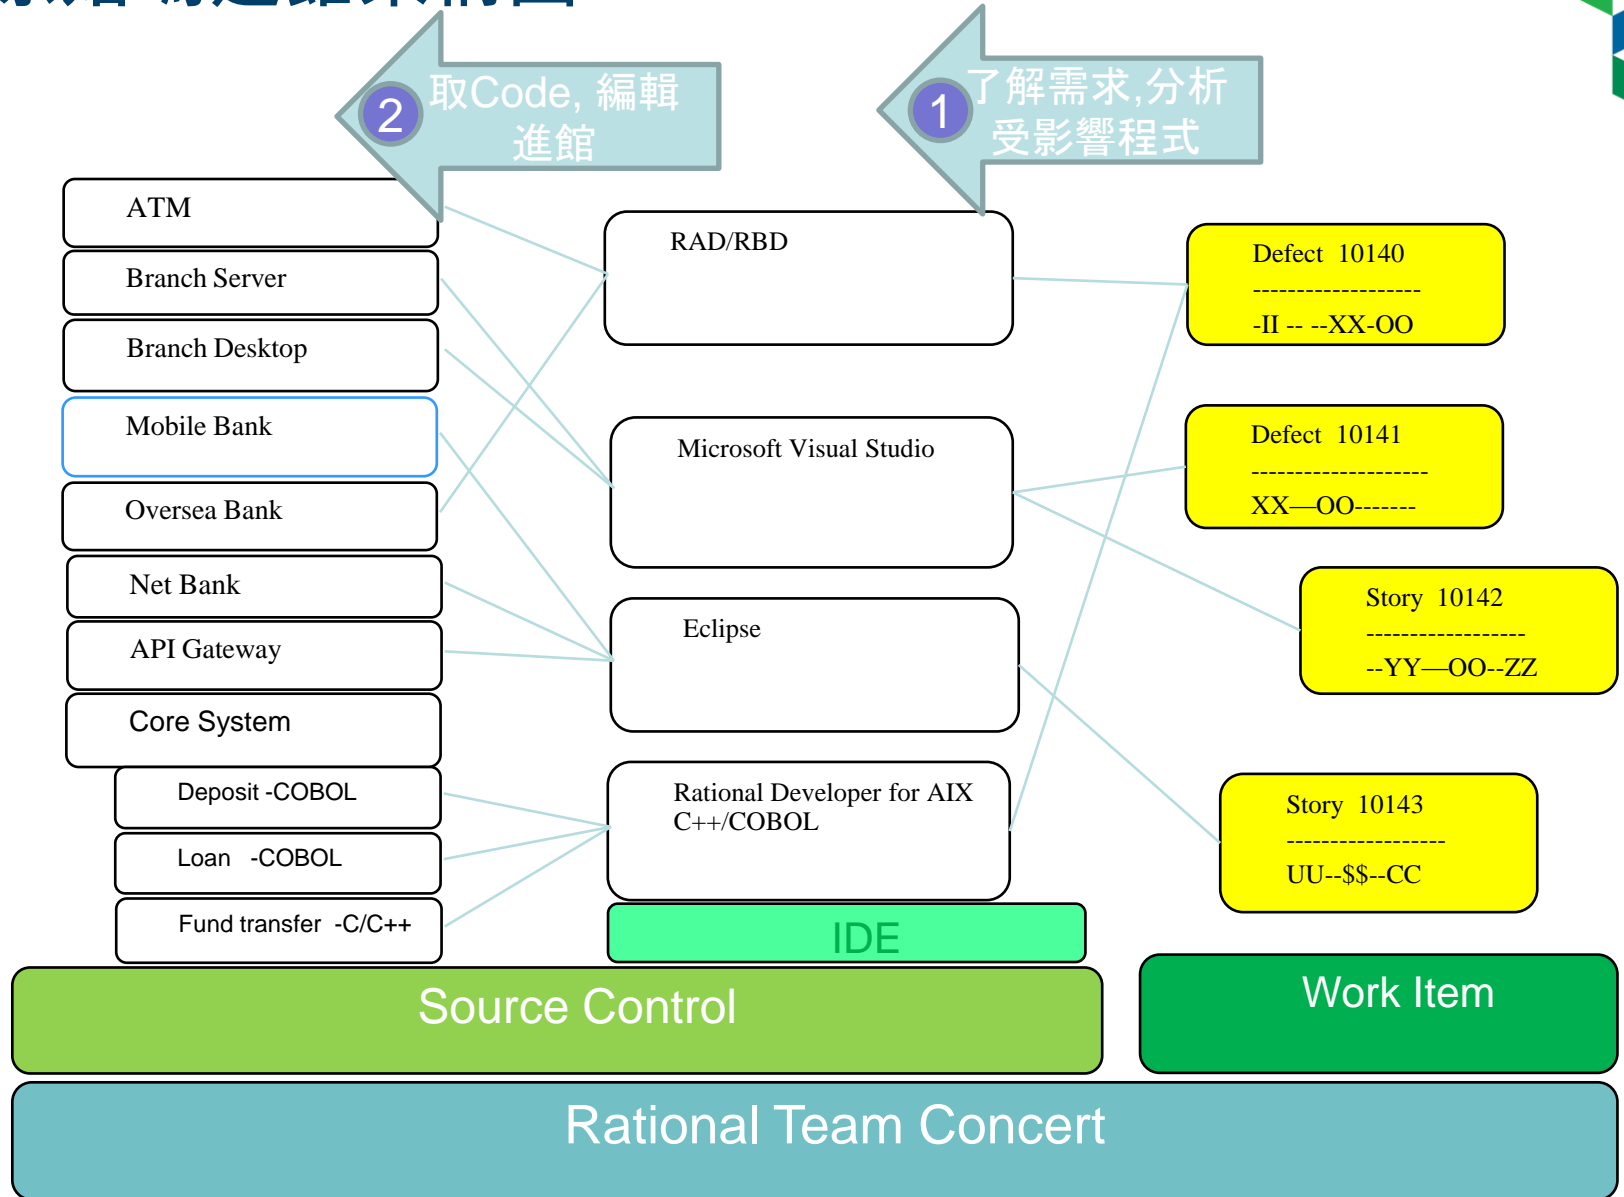 2
取Code, 編輯
進館
1
了解需求,分析
受影響程式
ATM
Branch Server
Branch Desktop
Mobile Bank
Oversea Bank
Net Bank
API Gateway
Core System
Deposit -COBOL
Loan -COBOL
Fund transfer -C/C++
RAD/RBD
Microsoft Visual Studio
Eclipse
Rational Developer for AIX
C++/COBOL
IDE
Defect 10140
-------------------
-II -- --XX-OO
Defect 10141
--------------------
XX—OO-------
Story 10142
------------------
--YY—OO--ZZ
Story 10143
------------------
UU--$$--CC
Source Control
Work Item
Rational Team Concert